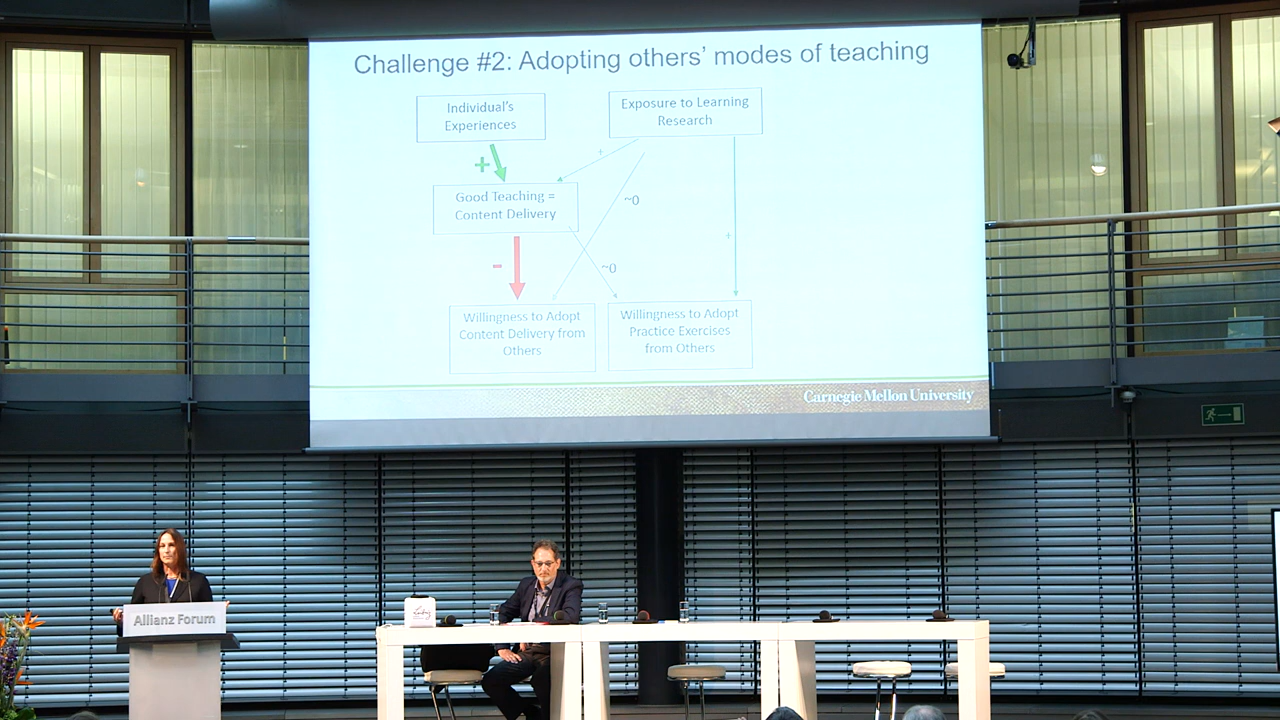 Challenge #2: Adopting others' modes of teaching
Individual's
Experiences
Exposure to Learning
Research
+
+
Good Teaching =
Content Delivery
~0
+
-
~0
Willingness to Adopt
Content Delivery from
Others
Willingness to Adopt
Practice Exercises
from Others
Carnegie Mellon University
Allianz Forum